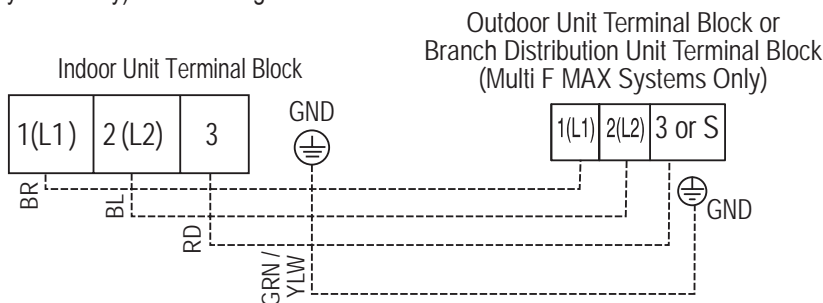 Outdoor Unit Terminal Block or
Branch Distribution Unit Terminal Block
(Multi F MAX Systems Only)
Indoor Unit Terminal Block
1(L1) 2 (L2) 3
GND
1(L1) 2(L2) 3 or S
GND
BR
BL
RD
GRN /
YLW